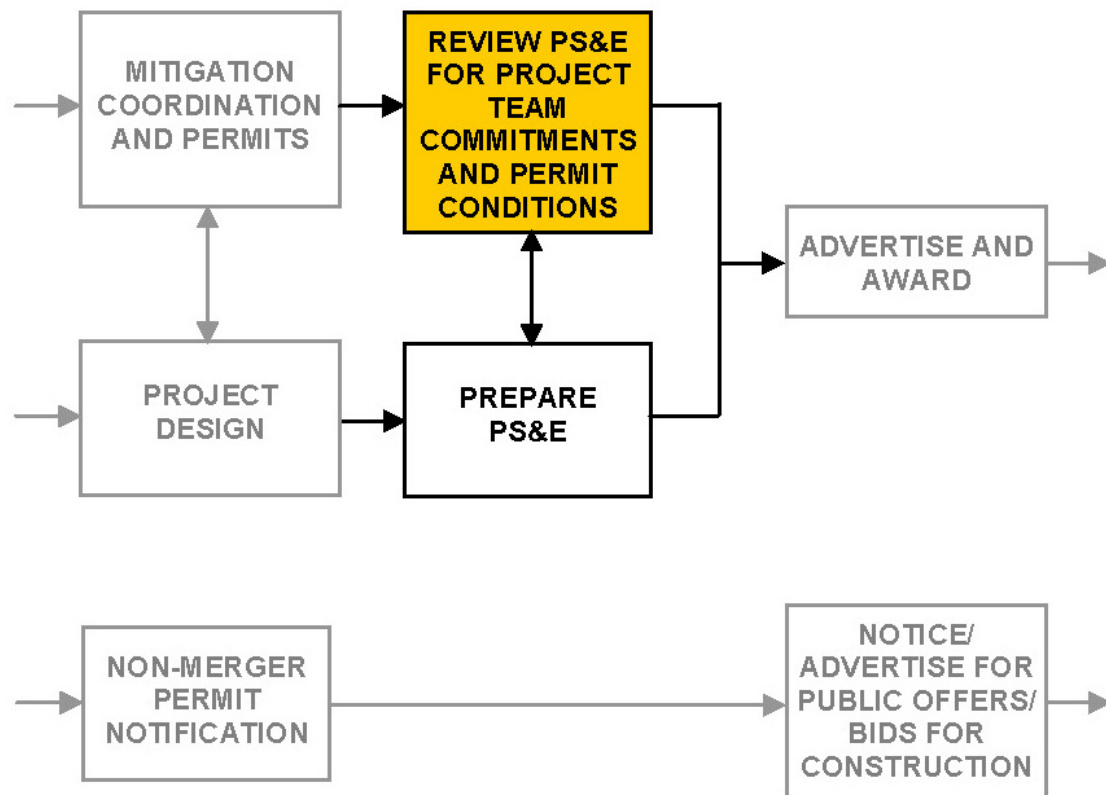 MITIGATION
COORDINATION
AND PERMITS
REVIEW PS&E
FOR PROJECT
TEAM
COMMITMENTS
AND PERMIT
CONDITIONS
ADVERTISE AND
AWARD
PROJECT
DESIGN
PREPARE
PS&E
NON-MERGER
PERMIT
NOTIFICATION
NOTICE/
ADVERTISE FOR
PUBLIC OFFERS/
BIDS FOR
CONSTRUCTION